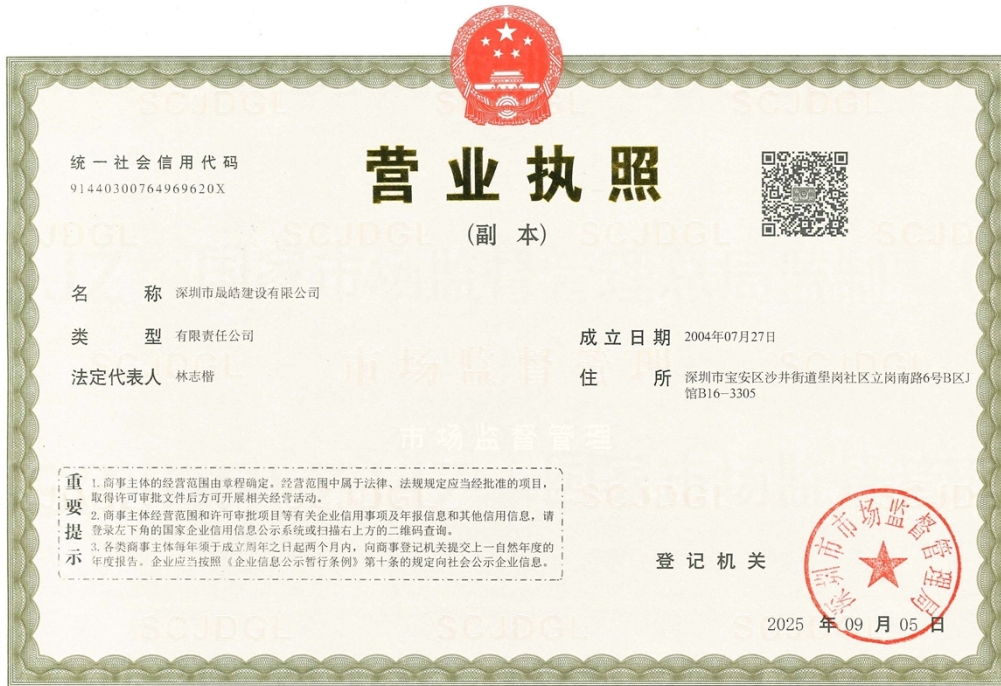 统一社会信用代码
91440300764969620X
营业执照
(副 本)
名 称 深圳市晟皓建设有限公司
类 型 有限责任公司
法定代表人 林志楷
成立日期 2004年07月27日
住 所 深圳市宝安区沙井街道壆岗社区立岗南路6号B区J
馆B16-3305
重要提示
1.商事主体的经营范围由章程确定。经营范围中属于法律、法规规定应当经批准的项目,
取得许可审批文件后方可开展相关经营活动。
2.商事主体经营范围和许可审批项目等有关企业信用事项及年报信息和其他信用信息,请
登录左下角的国家企业信用信息公示系统或扫描右上方的二维码查询。
3.各类商事主体每年须于成立周年之日起两个月内,向商事登记机关提交上一自然年度的
年度报告。企业应当按照《企业信息公示暂行条例》第十条的规定向社会公示企业信息。
登记机关
深圳市市场监督管理局
2025 年 09 月 05 日
SCJDGL
市场监督管理